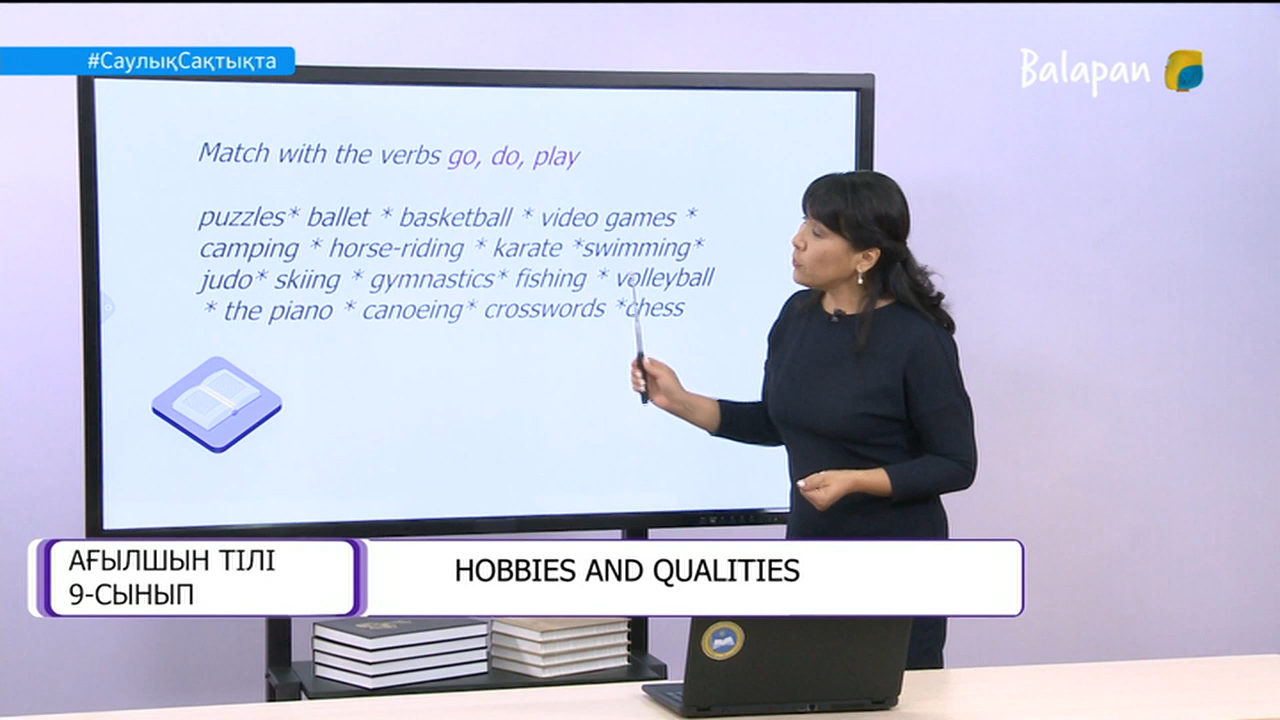 #СаулықСақтықта
Balapan
Match with the verbs go, do, play
puzzles* ballet * basketball * video games *
camping * horse-riding * karate *swimming*
judo* skiing * gymnastics* fishing * volleyball
* the piano * canoeing* crosswords *chess
АҒЫЛШЫН ТІЛІ
9-СЫНЫП
HOBBIES AND QUALITIES